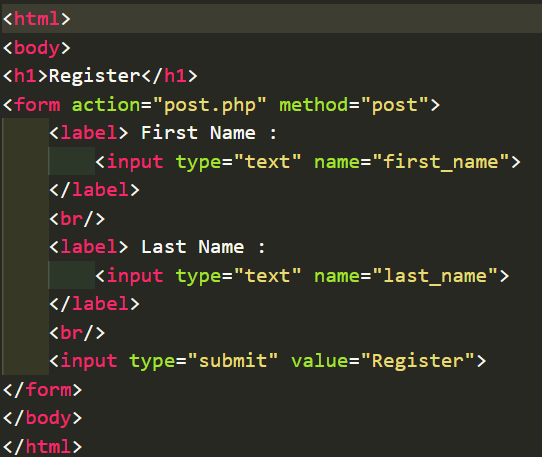 <html>
<body>
<h1>Register</h1>
<form action="post.php" method="post">
    <label> First Name :
        <input type="text" name="first_name">
    </label>
    <br/>
    <label> Last Name :
        <input type="text" name="last_name">
    </label>
    <br/>
    <input type="submit" value="Register">
</form>
</body>
</html>